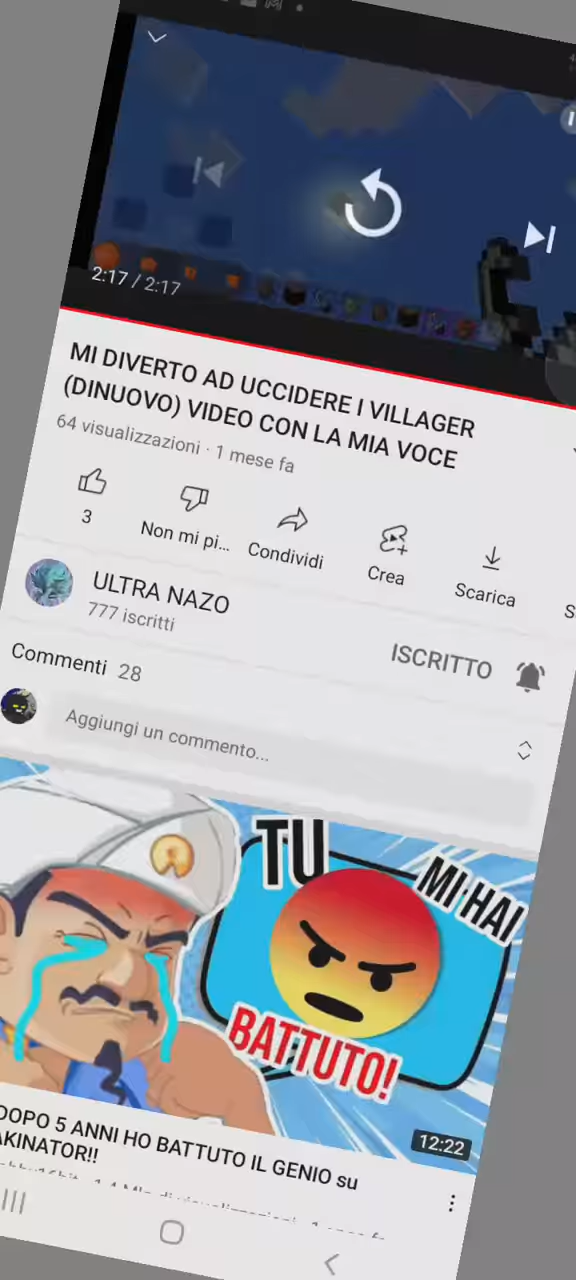 2:17 / 2:17
MI DIVERTO AD UCCIDERE I VILLAGER
(DINUOVO) VIDEO CON LA MIA VOCE
64 visualizzazioni · 1 mese fa
3
Non mi pi...
Condividi
Crea
Scarica
S
ULTRA NAZO
777 iscritti
ISCRITTO
Commenti 28
Aggiungi un commento...
TU
MI HAI
BATTUTO!
12:22
DOPO 5 ANNI HO BATTUTO IL GENIO su
AKINATOR!!